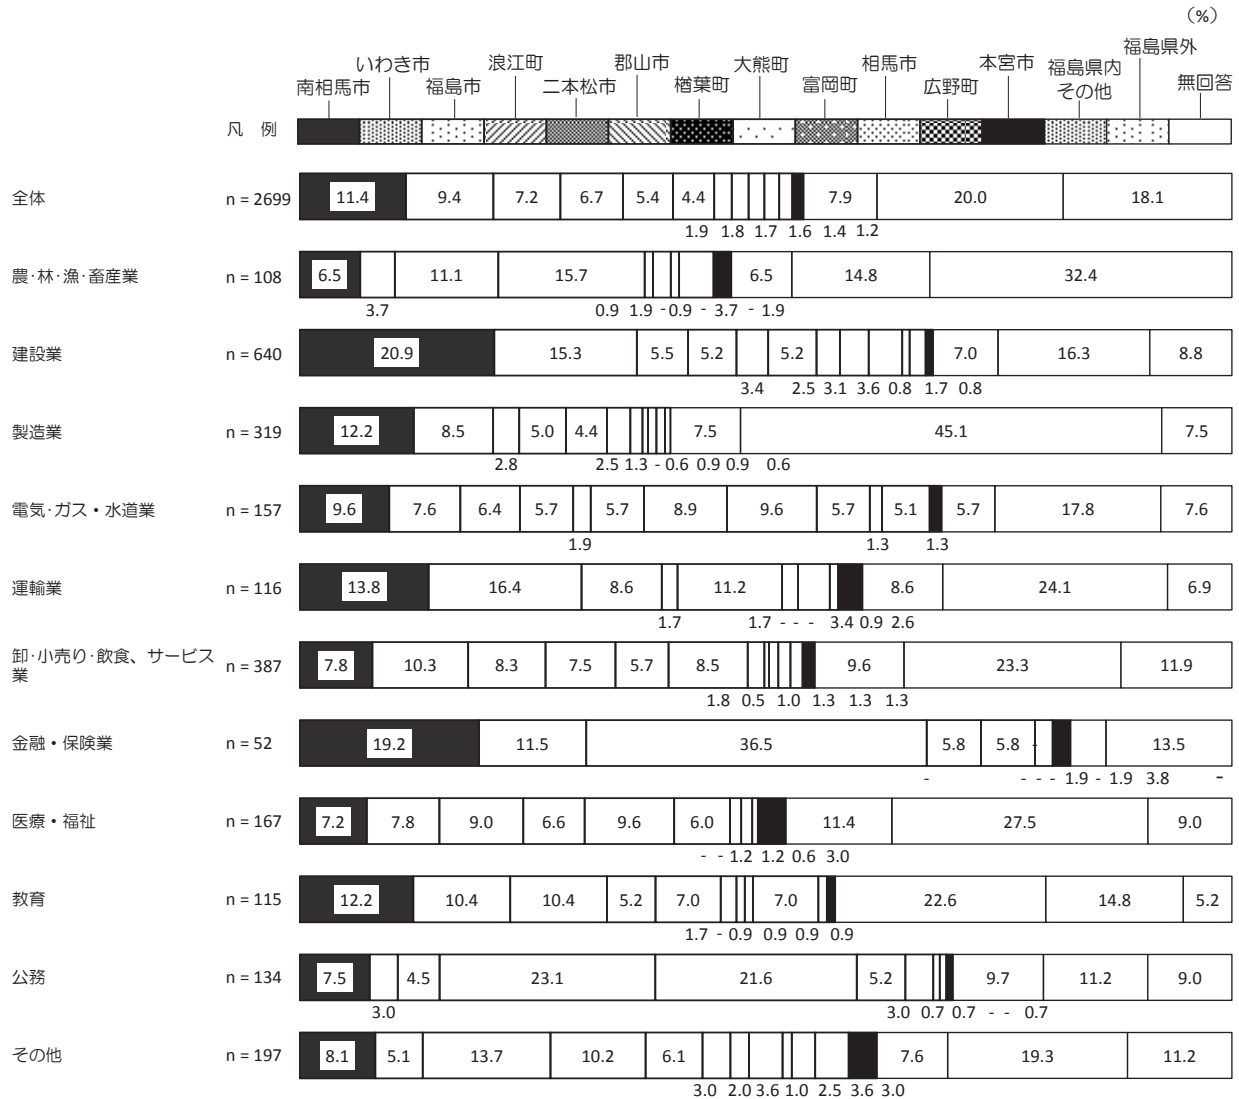 (%)
福島県外
いわき市 浪江町 郡山市 大熊町 相馬市 本宮市 福島県内 その他
南相馬市 福島市 二本松市 楢葉町 富岡町 広野町 無回答
凡 例
全体 n = 2699 11.4 9.4 7.2 6.7 5.4 4.4 7.9 20.0 18.1
1.9 1.8 1.7 1.6 1.4 1.2
農･林･漁･畜産業 n = 108 6.5 11.1 15.7 6.5 14.8 32.4
3.7 0.9 1.9 - 0.9 - 3.7 - 1.9
建設業 n = 640 20.9 15.3 5.5 5.2 5.2 7.0 16.3 8.8
3.4 2.5 3.1 3.6 0.8 1.7 0.8
製造業 n = 319 12.2 8.5 5.0 4.4 7.5 45.1 7.5
2.8 2.5 1.3 - 0.6 0.9 0.9 0.6
電気･ガス・水道業 n = 157 9.6 7.6 6.4 5.7 5.7 8.9 9.6 5.7 5.1 5.7 17.8 7.6
1.9 1.3 1.3
運輸業 n = 116 13.8 16.4 8.6 11.2 8.6 24.1 6.9
1.7 1.7 - - - 3.4 0.9 2.6
卸･小売り･飲食、サービス
業 n = 387 7.8 10.3 8.3 7.5 5.7 8.5 9.6 23.3 11.9
1.8 0.5 1.0 1.3 1.3 1.3
金融・保険業 n = 52 19.2 11.5 36.5 5.8 5.8 - 13.5
- - - - 1.9 - 1.9 3.8 -
医療・福祉 n = 167 7.2 7.8 9.0 6.6 9.6 6.0 11.4 27.5 9.0
- - 1.2 1.2 0.6 3.0
教育 n = 115 12.2 10.4 10.4 5.2 7.0 7.0 22.6 14.8 5.2
1.7 - 0.9 0.9 0.9 0.9
公務 n = 134 7.5 4.5 23.1 21.6 5.2 9.7 11.2 9.0
3.0 3.0 0.7 0.7 - - 0.7
その他 n = 197 8.1 5.1 13.7 10.2 6.1 7.6 19.3 11.2
3.0 2.0 3.6 1.0 2.5 3.6 3.0